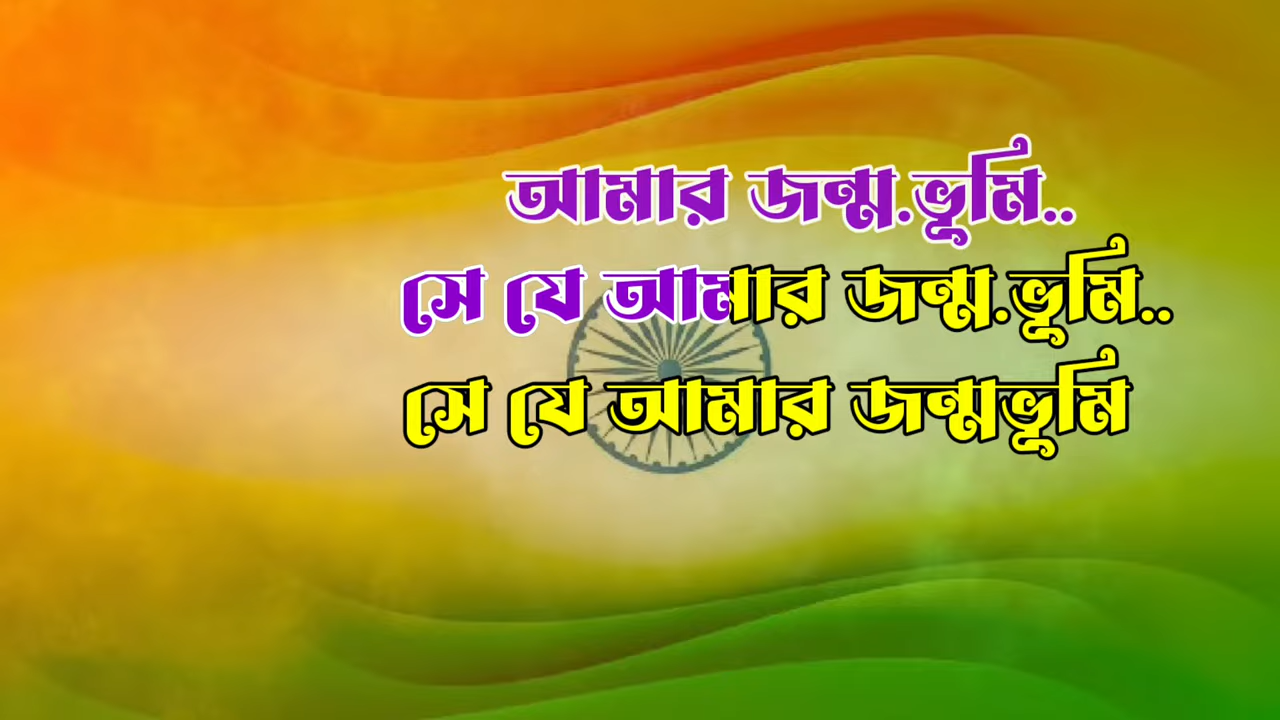 আমার জন্ম.ভূমি..
সে যে আমার জন্ম.ভূমি..
সে যে আমার জন্মভূমি